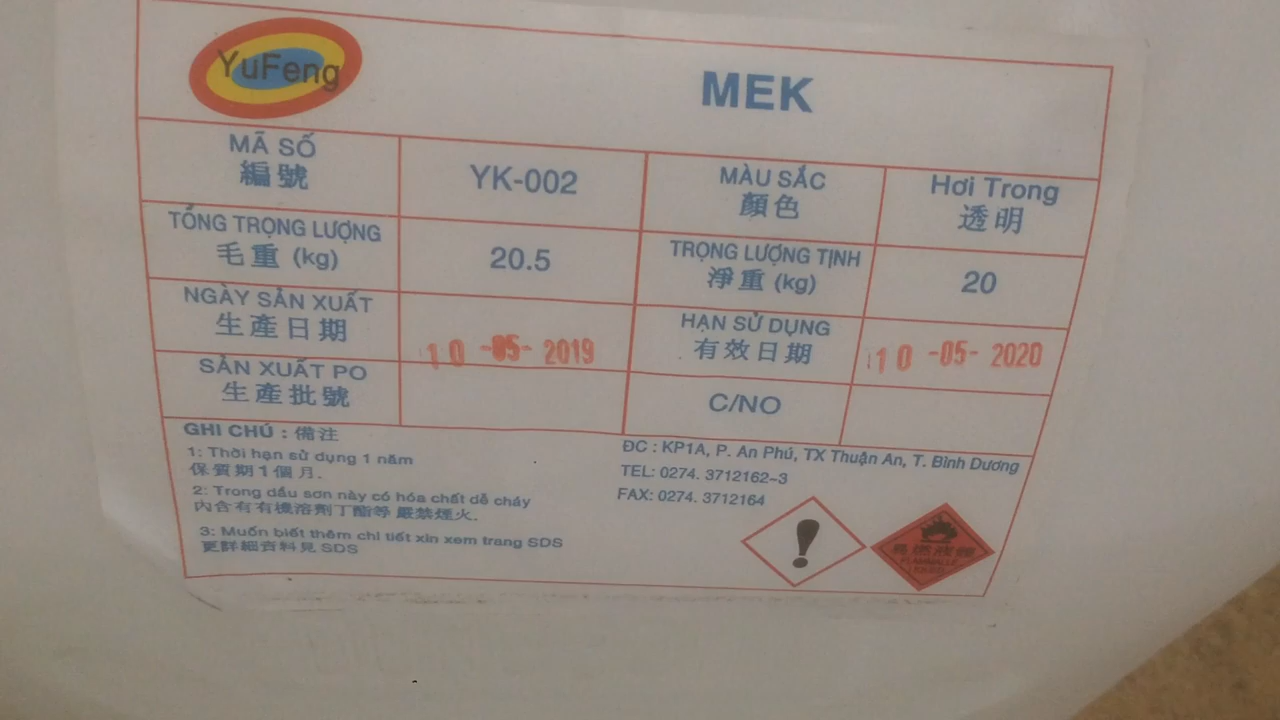 YuFeng
MEK
MÃ SỐ
編號
YK-002
MÀU SẮC
顏色
Hơi Trong
透明
TỔNG TRỌNG LƯỢNG
毛重 (kg)
20.5
TRỌNG LƯỢNG TỊNH
淨重 (kg)
20
NGÀY SẢN XUẤT
生產日期
10 -05- 2019
HẠN SỬ DỤNG
有效日期
10 -05- 2020
SẢN XUẤT PO
生產批號
C/NO
GHI CHÚ : 備注
1: Thời hạn sử dụng 1 năm
保質期1個月.
2: Trong dầu sơn này có hóa chất dễ cháy
內含有有機溶劑丁酯等 嚴禁煙火.
3: Muốn biết thêm chi tiết xin xem trang SDS
更詳細資料見 SDS
ĐC : KP1A, P. An Phú, TX Thuận An, T. Bình Dương
TEL: 0274. 3712162~3
FAX: 0274. 3712164
FLAMMABLE